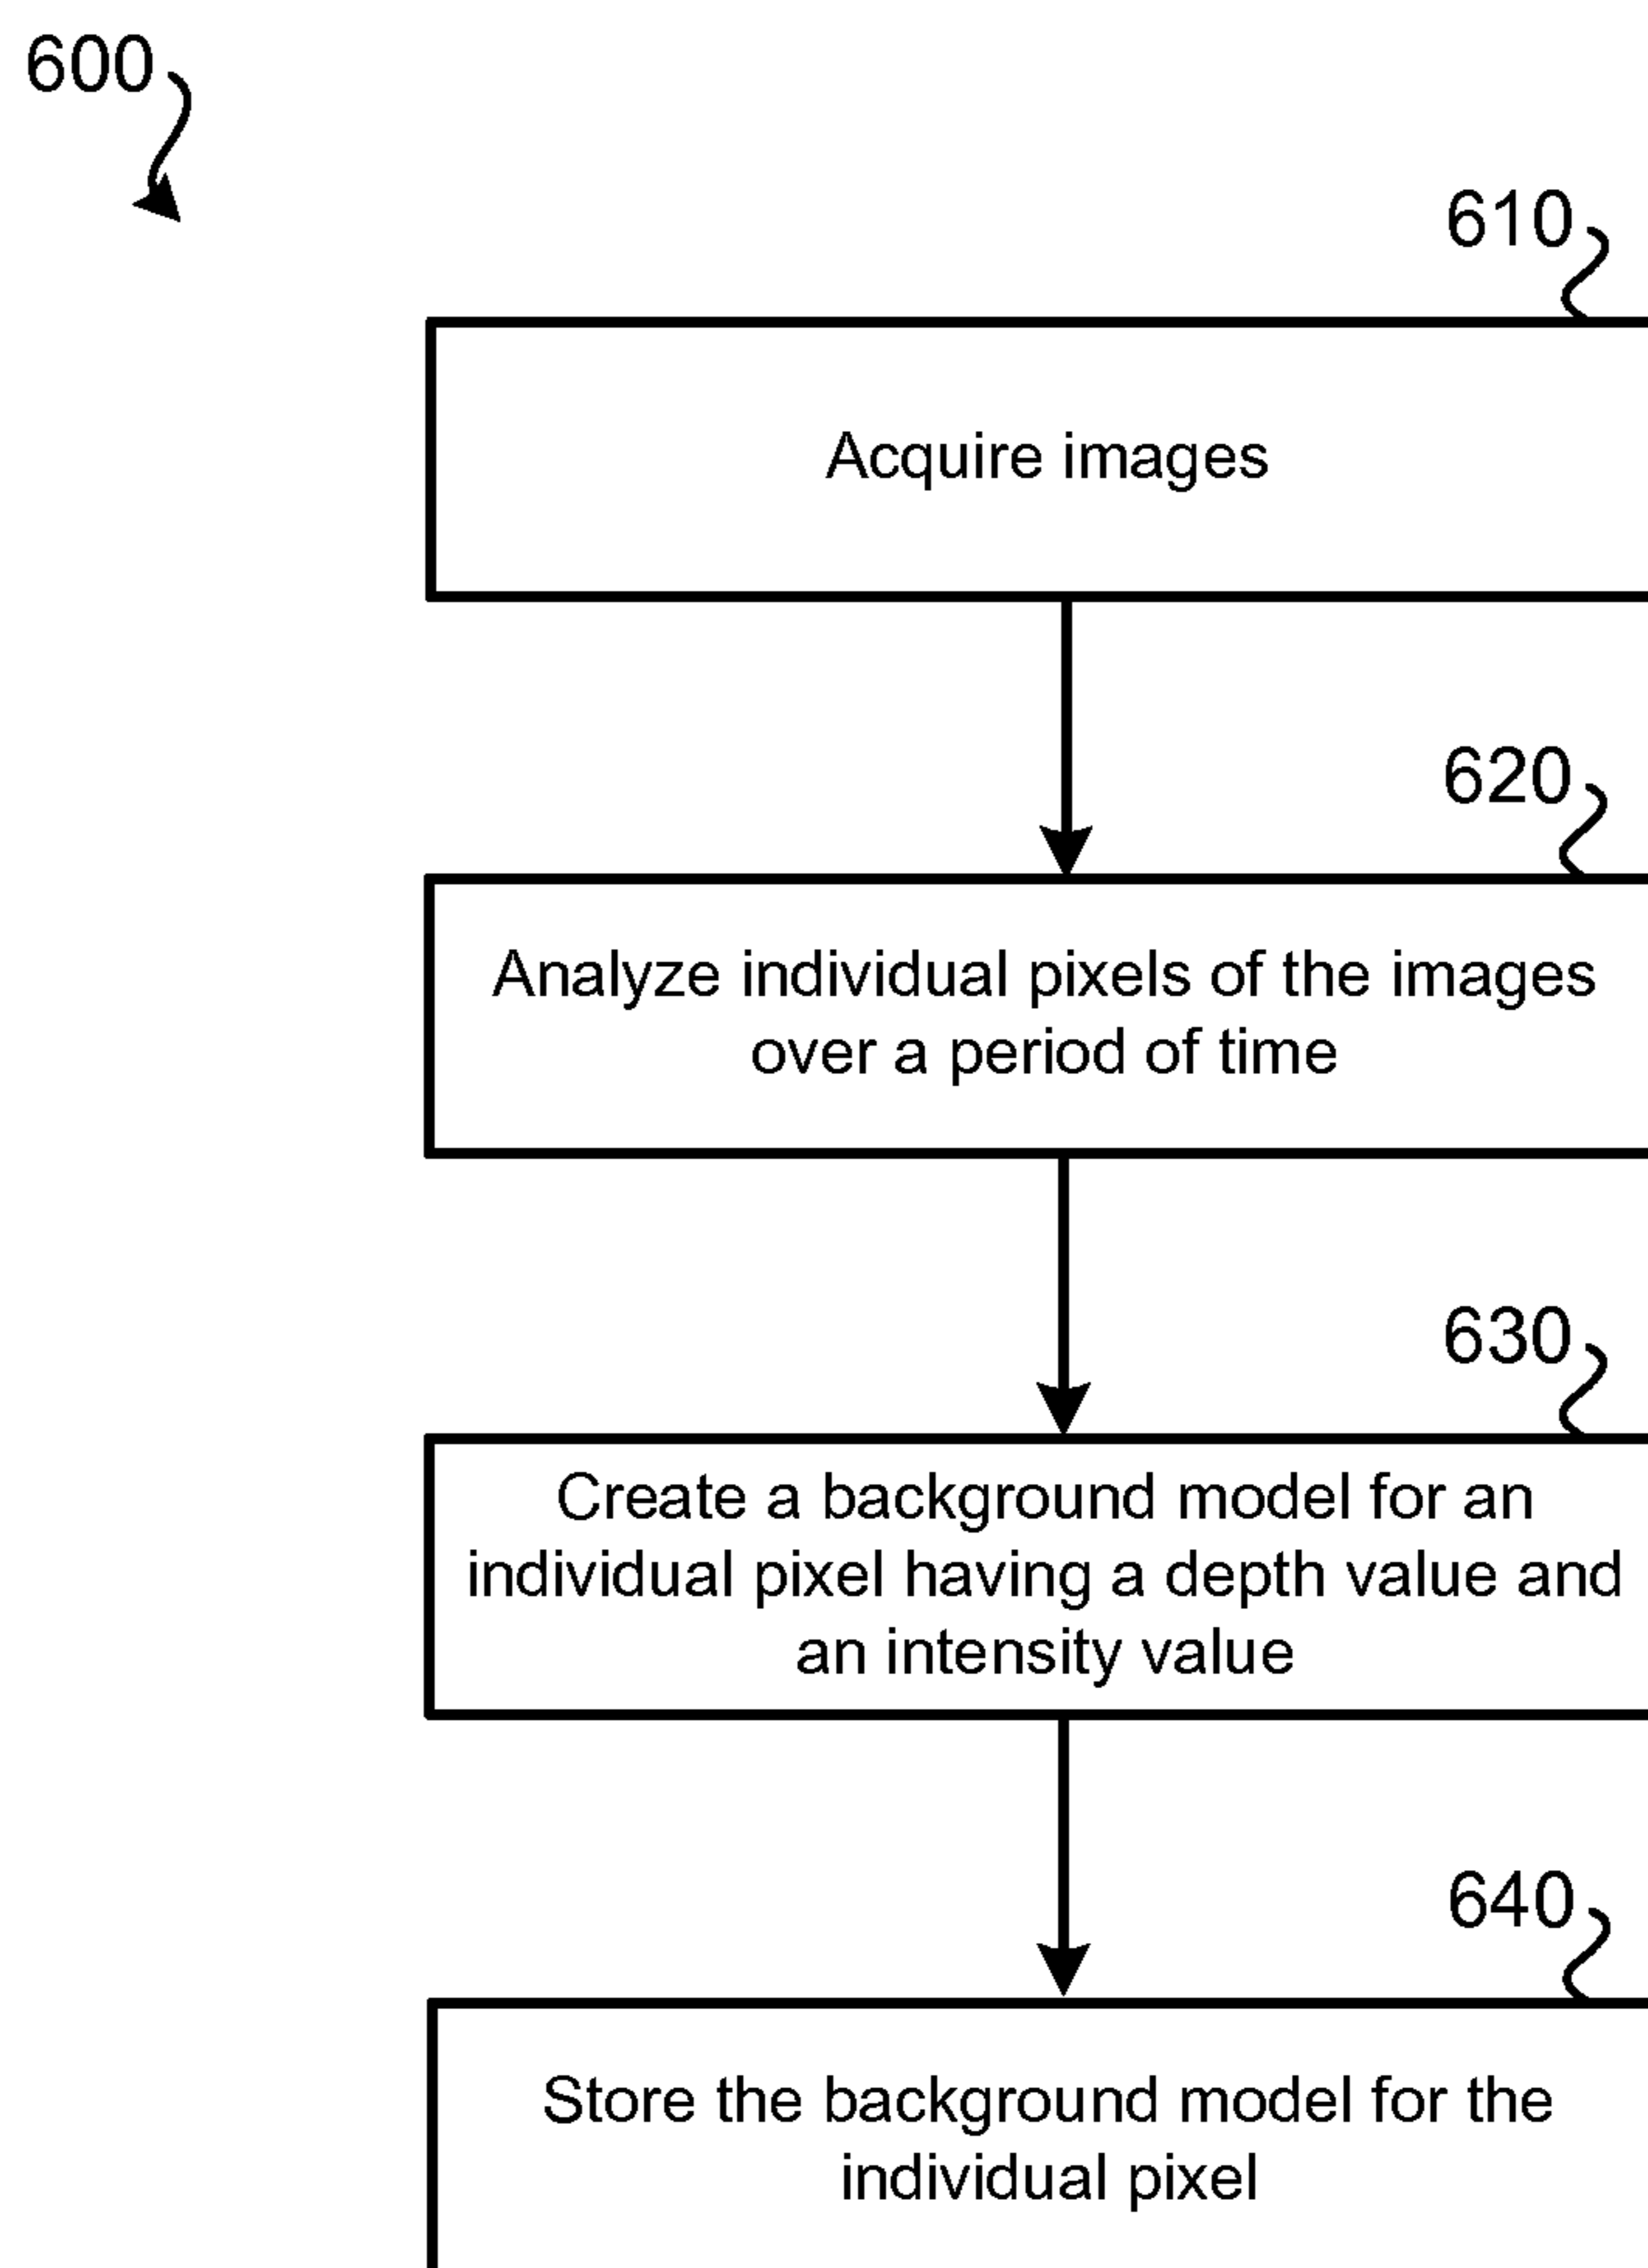 600
610
Acquire images
620
Analyze individual pixels of the images
over a period of time
630
Create a background model for an
individual pixel having a depth value and
an intensity value
640
Store the background model for the
individual pixel